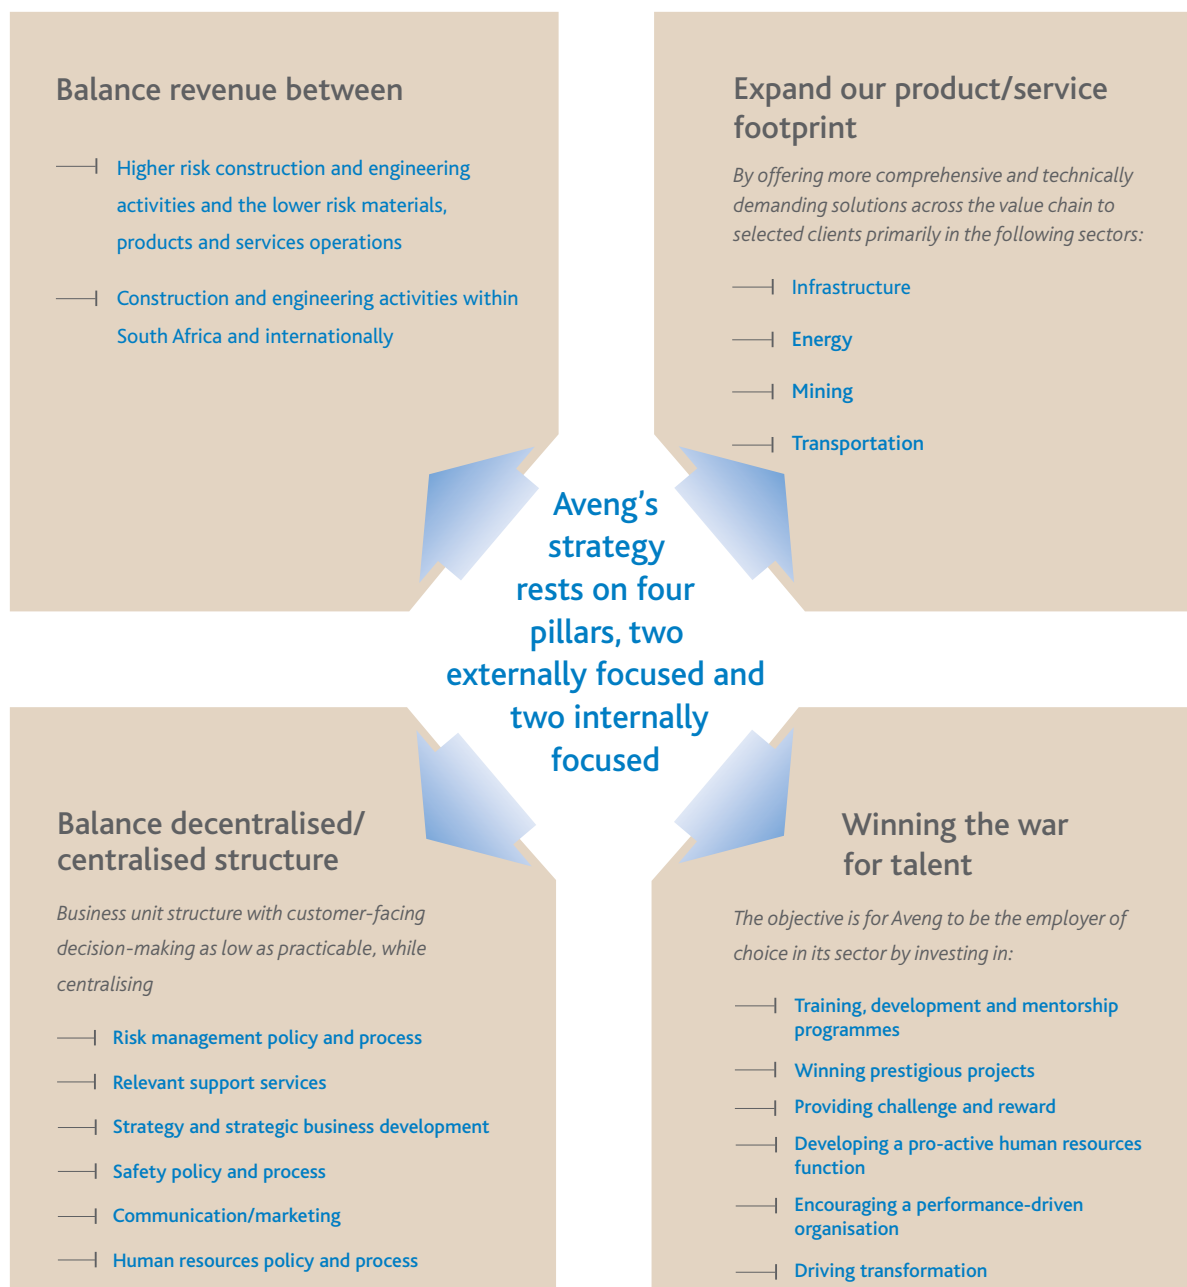 Balance revenue between
Higher risk construction and engineering
activities and the lower risk materials,
products and services operations
Construction and engineering activities within
South Africa and internationally
Expand our product/service
footprint
By offering more comprehensive and technically
demanding solutions across the value chain to
selected clients primarily in the following sectors:
Infrastructure
Energy
Mining
Transportation
Aveng’s
strategy
rests on four
pillars, two
externally focused and
two internally
focused
Balance decentralised/
centralised structure
Business unit structure with customer-facing
decision-making as low as practicable, while
centralising
Risk management policy and process
Relevant support services
Strategy and strategic business development
Safety policy and process
Communication/marketing
Human resources policy and process
Winning the war
for talent
The objective is for Aveng to be the employer of
choice in its sector by investing in:
Training, development and mentorship
programmes
Winning prestigious projects
Providing challenge and reward
Developing a pro-active human resources
function
Encouraging a performance-driven
organisation
Driving transformation